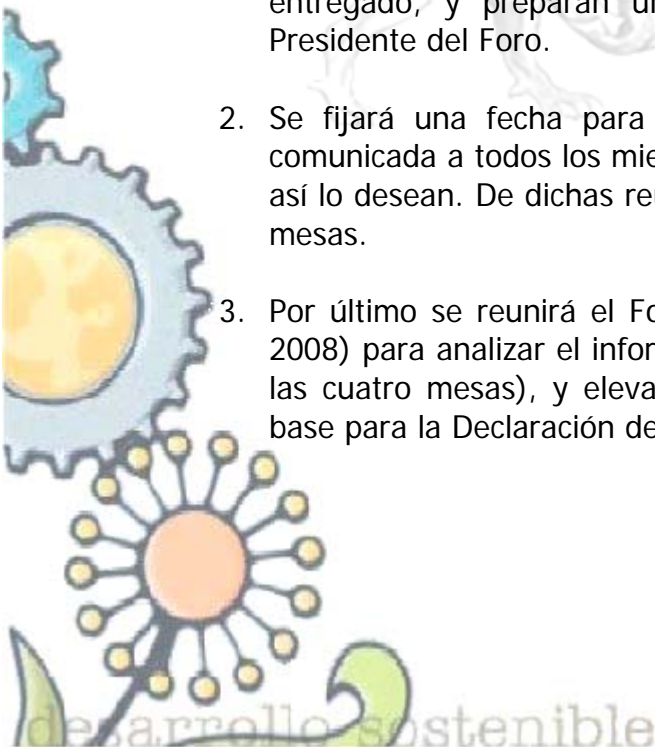 entregado, y preparan un
Presidente del Foro.
2. Se fijará una fecha para
comunicada a todos los mie
así lo desean. De dichas re
mesas.
3. Por último se reunirá el Fo
2008) para analizar el infor
las cuatro mesas), y eleva
base para la Declaración de
desarrollo sostenible